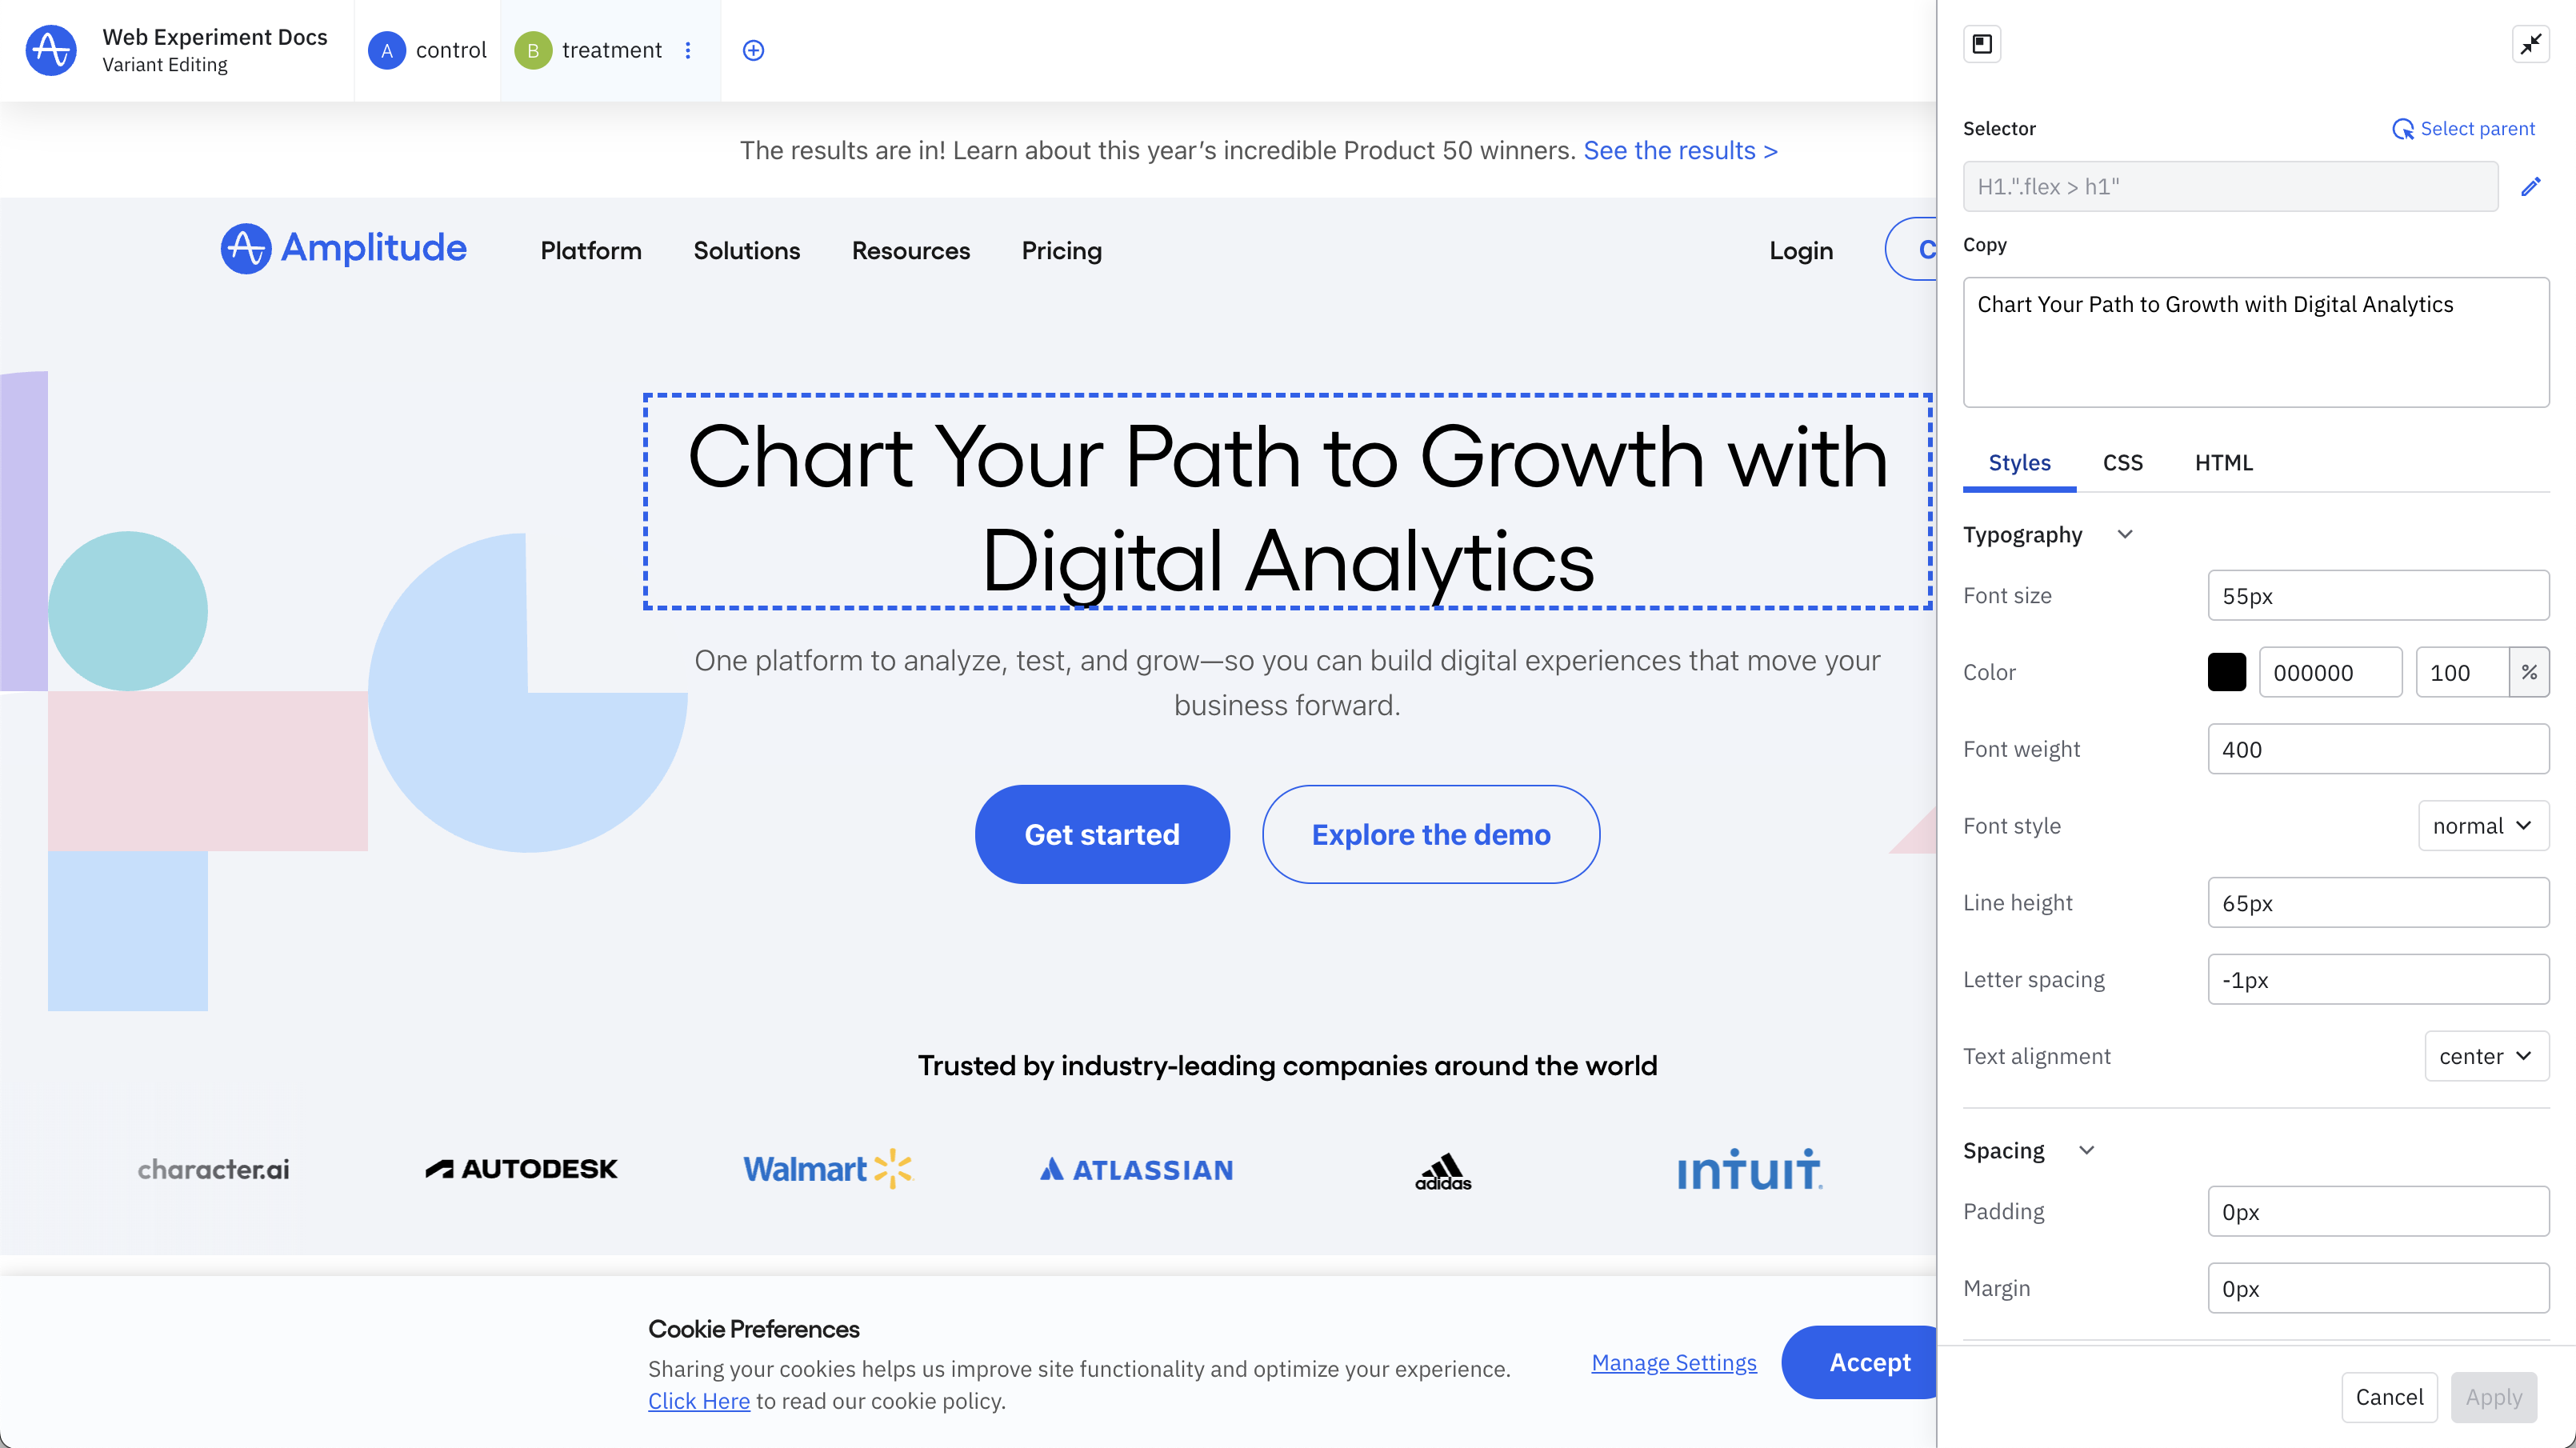 Web Experiment Docs
Variant Editing
A control
B treatment
The results are in! Learn about this year’s incredible Product 50 winners. See the results >
Amplitude
Platform
Solutions
Resources
Pricing
Login
C
Chart Your Path to Growth with
Digital Analytics
One platform to analyze, test, and grow—so you can build digital experiences that move your
business forward.
Get started
Explore the demo
Trusted by industry-leading companies around the world
character.ai
AUTODESK
Walmart
ATLASSIAN
adidas
intuit
Cookie Preferences
Sharing your cookies helps us improve site functionality and optimize your experience.
Click Here to read our cookie policy.
Manage Settings
Accept
Selector
Select parent
H1.".flex > h1"
Copy
Chart Your Path to Growth with Digital Analytics
Styles
CSS
HTML
Typography
Font size
55px
Color
000000
100
%
Font weight
400
Font style
normal
Line height
65px
Letter spacing
-1px
Text alignment
center
Spacing
Padding
0px
Margin
0px
Cancel
Apply